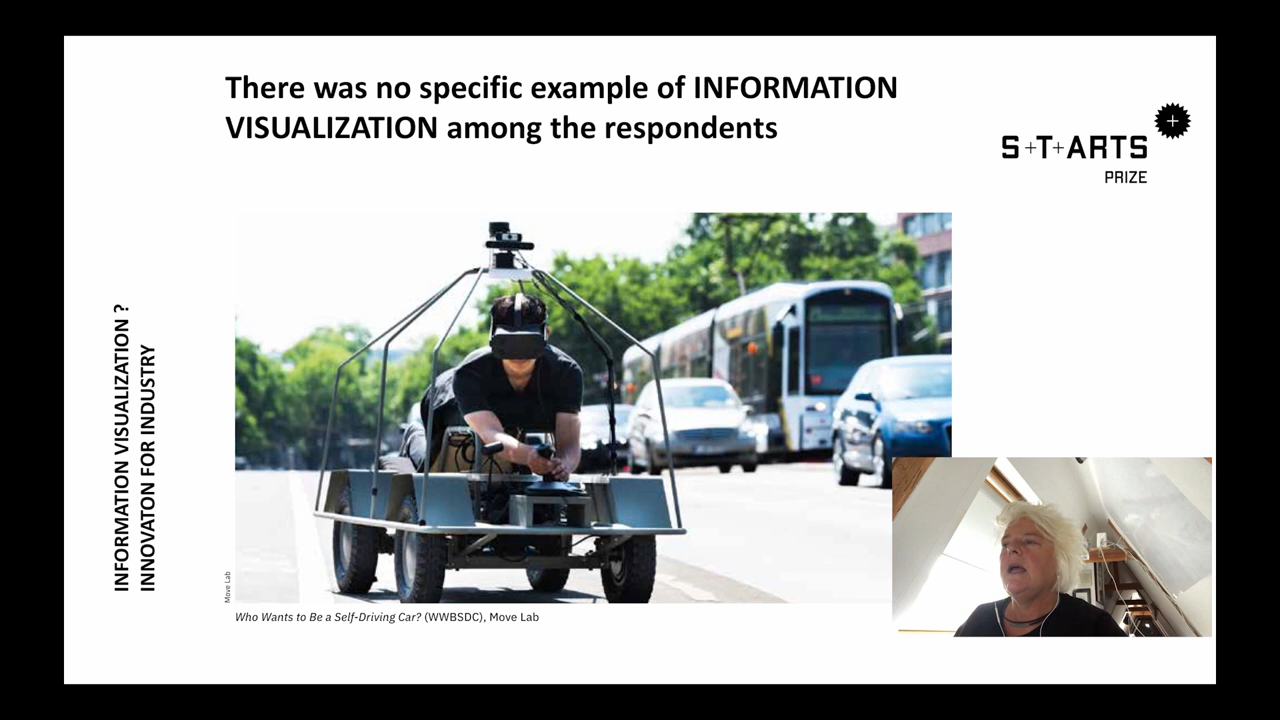 There was no specific example of INFORMATION
VISUALIZATION among the respondents
S+T+ARTS
PRIZE
INFORMATION VISUALIZATION ?
INNOVATON FOR INDUSTRY
Move Lab
Who Wants to Be a Self-Driving Car? (WWBSDC), Move Lab